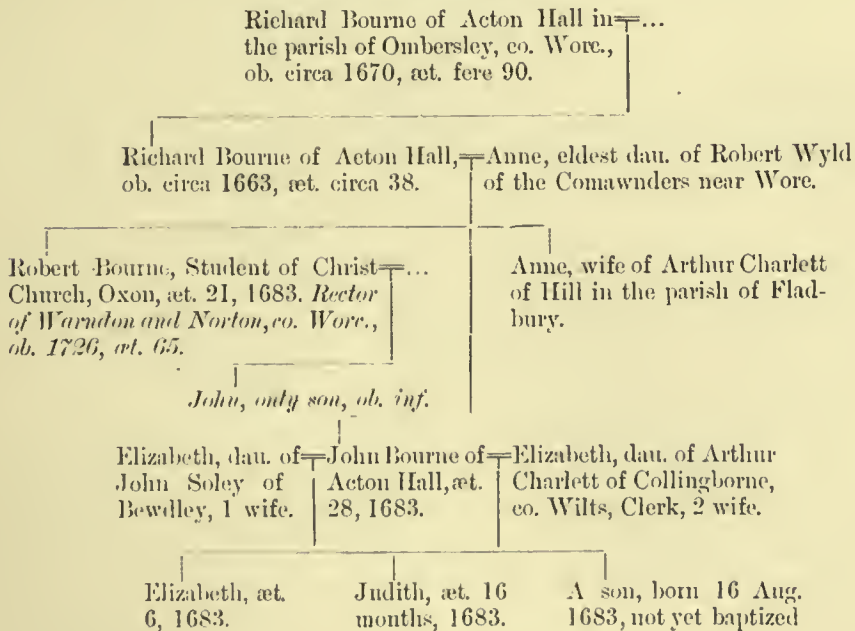 Richard Bourne of Acton Hall in=...
the parish of Ombersley, co. Worc.,
ob. circa 1670, æt. fere 90.
Richard Bourne of Acton Hall,=Anne, eldest dau. of Robert Wyld
ob. circa 1663, æt. circa 38. of the Comawnders near Worc.
Robert Bourne, Student of Christ=...
Church, Oxon, æt. 21, 1683. Rector
of Warndon and Norton, co. Worc.,
ob. 1726, æt. 65.
Anne, wife of Arthur Charlett
of Hill in the parish of Flad-
bury.
John, only son, ob. inf.
Elizabeth, dau. of=John Bourne of=Elizabeth, dau. of Arthur
John Soley of Acton Hall, æt. Charlett of Collingborne,
Bewdley, 1 wife. 28, 1683. co. Wilts, Clerk, 2 wife.
Elizabeth, æt.
6, 1683.
Judith, æt. 16
months, 1683.
A son, born 16 Aug.
1683, not yet baptized